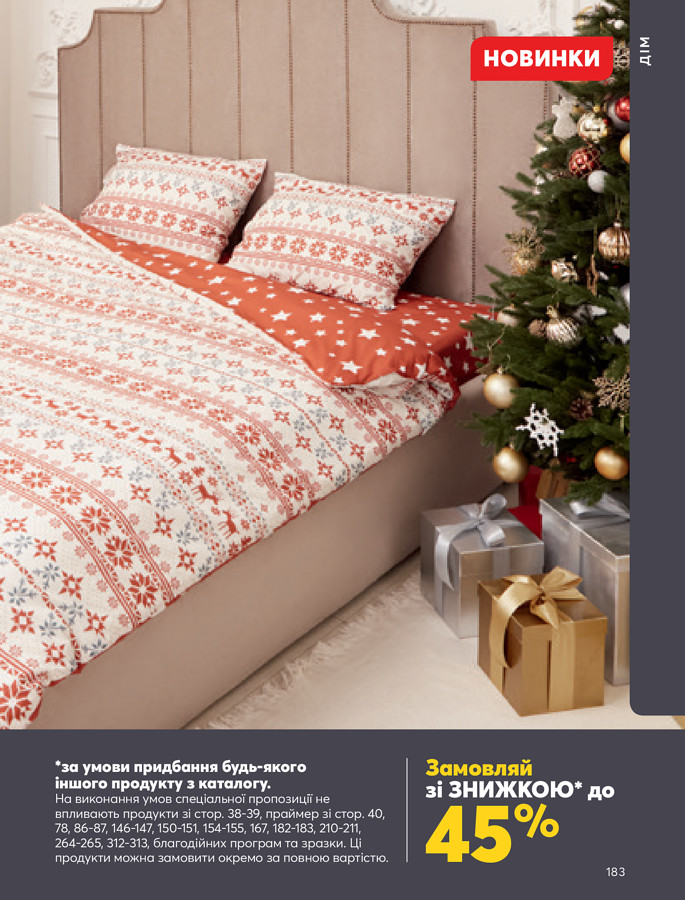 НОВИНКИ
ДІМ
*за умови придбання будь-якого
іншого продукту з каталогу.
На виконання умов спеціальної пропозиції не
впливають продукти зі стор. 38-39, праймер зі стор. 40,
78, 86-87, 146-147, 150-151, 154-155, 167, 182-183, 210-211,
264-265, 312-313, благодійних програм та зразки. Ці
продукти можна замовити окремо за повною вартістю.
Замовляй
зі ЗНИЖКОЮ* до
45%
183